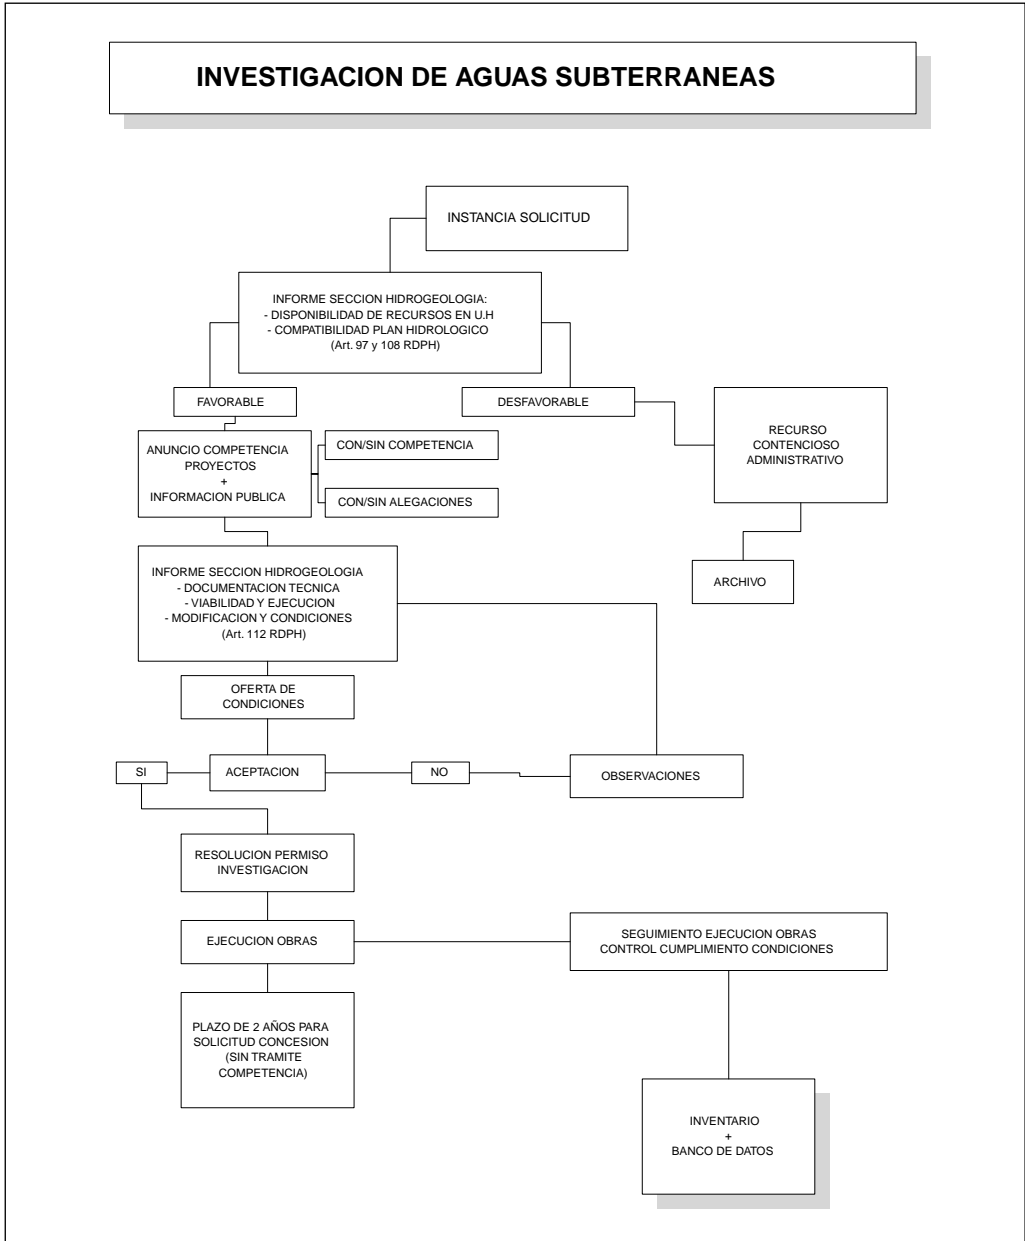 INVESTIGACION DE AGUAS SUBTERRANEAS
INSTANCIA SOLICITUD
INFORME SECCION HIDROGEOLOGIA:
- DISPONIBILIDAD DE RECURSOS EN U.H
- COMPATIBILIDAD PLAN HIDROLOGICO
(Art. 97 y 108 RDPH)
FAVORABLE
DESFAVORABLE
RECURSO
CONTENCIOSO
ADMINISTRATIVO
ANUNCIO COMPETENCIA
PROYECTOS
+
INFORMACION PUBLICA
CON/SIN COMPETENCIA
CON/SIN ALEGACIONES
ARCHIVO
INFORME SECCION HIDROGEOLOGIA
- DOCUMENTACION TECNICA
- VIABILIDAD Y EJECUCION
- MODIFICACION Y CONDICIONES
(Art. 112 RDPH)
OFERTA DE
CONDICIONES
SI
ACEPTACION
NO
OBSERVACIONES
RESOLUCION PERMISO
INVESTIGACION
EJECUCION OBRAS
SEGUIMIENTO EJECUCION OBRAS
CONTROL CUMPLIMIENTO CONDICIONES
PLAZO DE 2 AÑOS PARA
SOLICITUD CONCESION
(SIN TRAMITE
COMPETENCIA)
INVENTARIO
+
BANCO DE DATOS